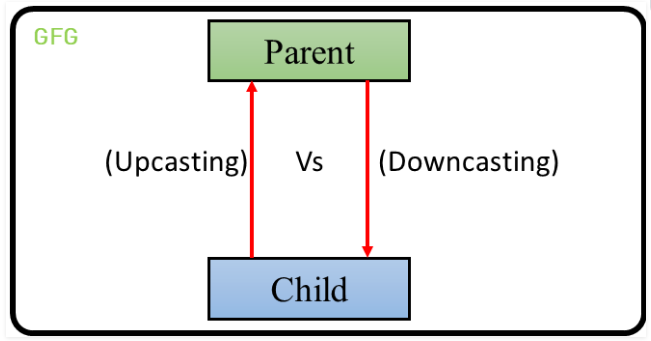 GFG
Parent
(Upcasting) Vs (Downcasting)
Child